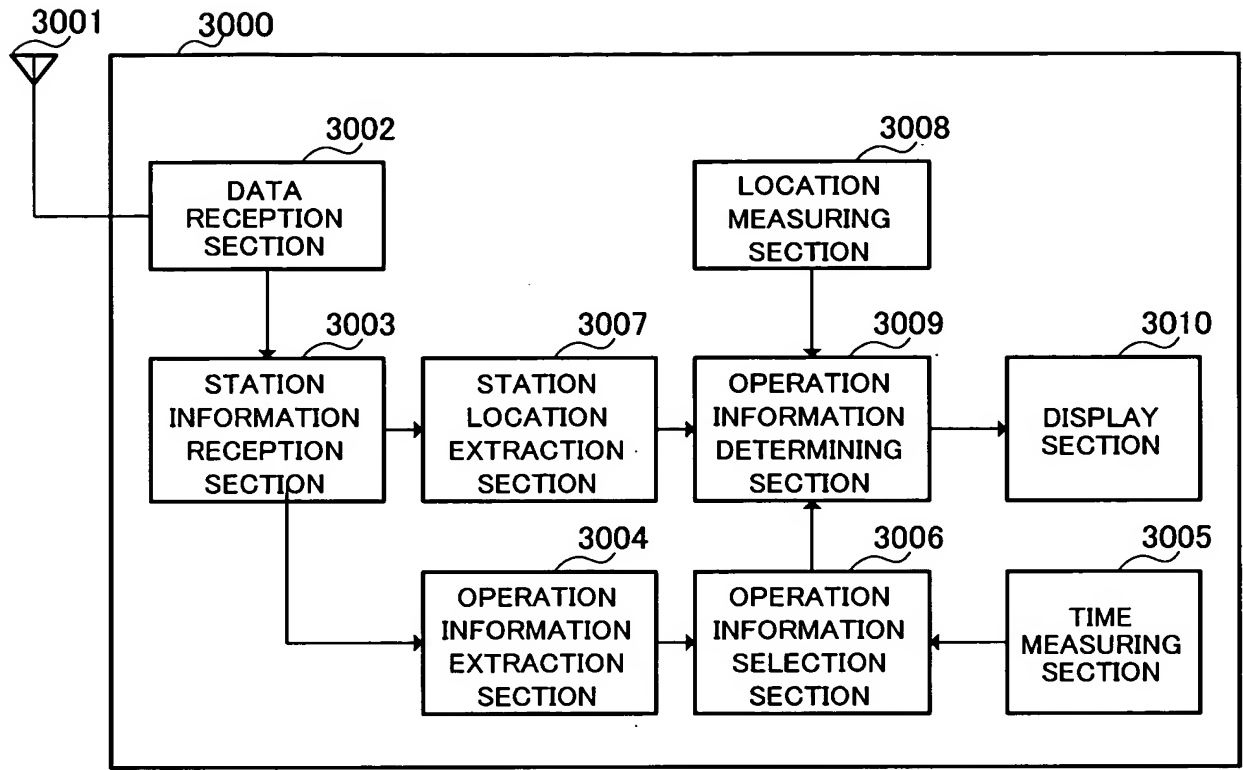 3001
3000
3002
DATA
RECEPTION
SECTION
3008
LOCATION
MEASURING
SECTION
3003
STATION
INFORMATION
RECEPTION
SECTION
3007
STATION
LOCATION
EXTRACTION
SECTION
3009
OPERATION
INFORMATION
DETERMINING
SECTION
3010
DISPLAY
SECTION
3004
OPERATION
INFORMATION
EXTRACTION
SECTION
3006
OPERATION
INFORMATION
SELECTION
SECTION
3005
TIME
MEASURING
SECTION